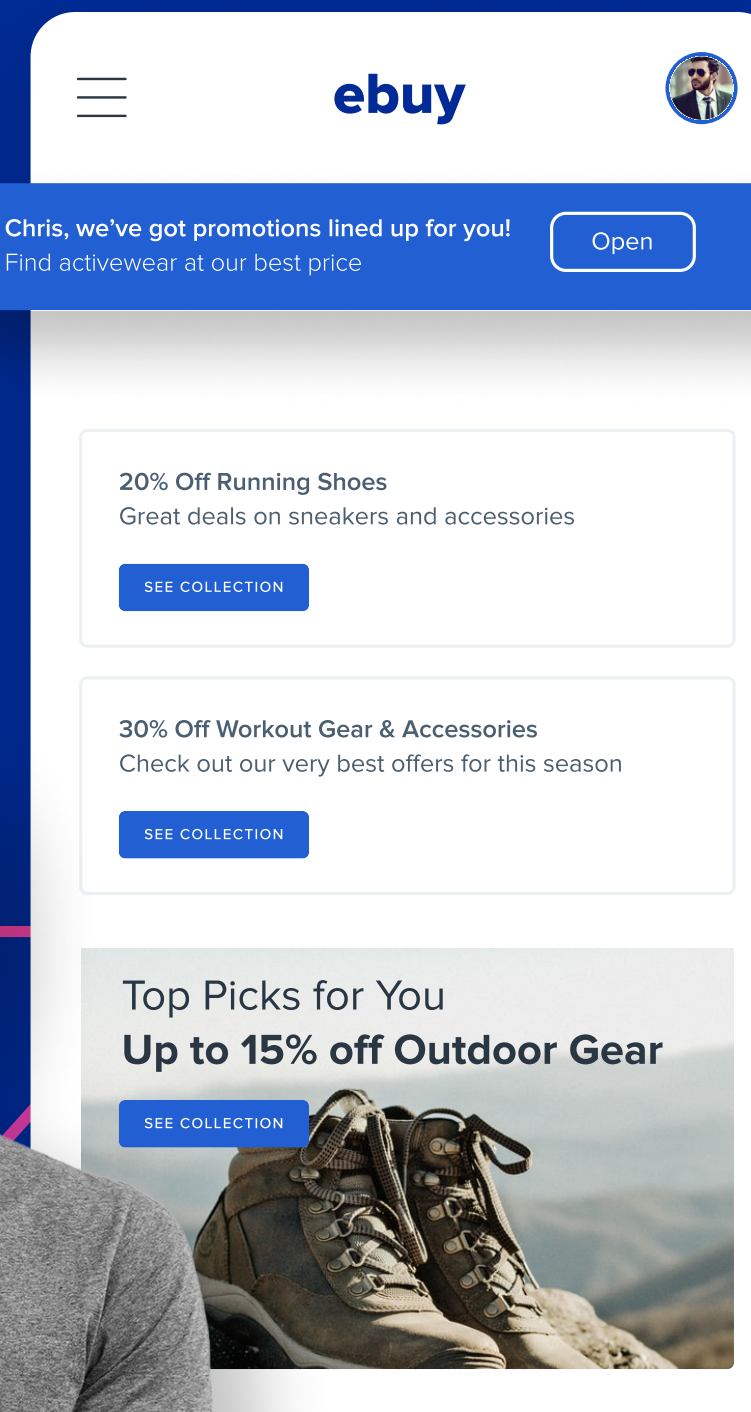 ebuy
Chris, we’ve got promotions lined up for you!
Find activewear at our best price
Open
20% Off Running Shoes
Great deals on sneakers and accessories
SEE COLLECTION
30% Off Workout Gear & Accessories
Check out our very best offers for this season
SEE COLLECTION
Top Picks for You
Up to 15% off Outdoor Gear
SEE COLLECTION